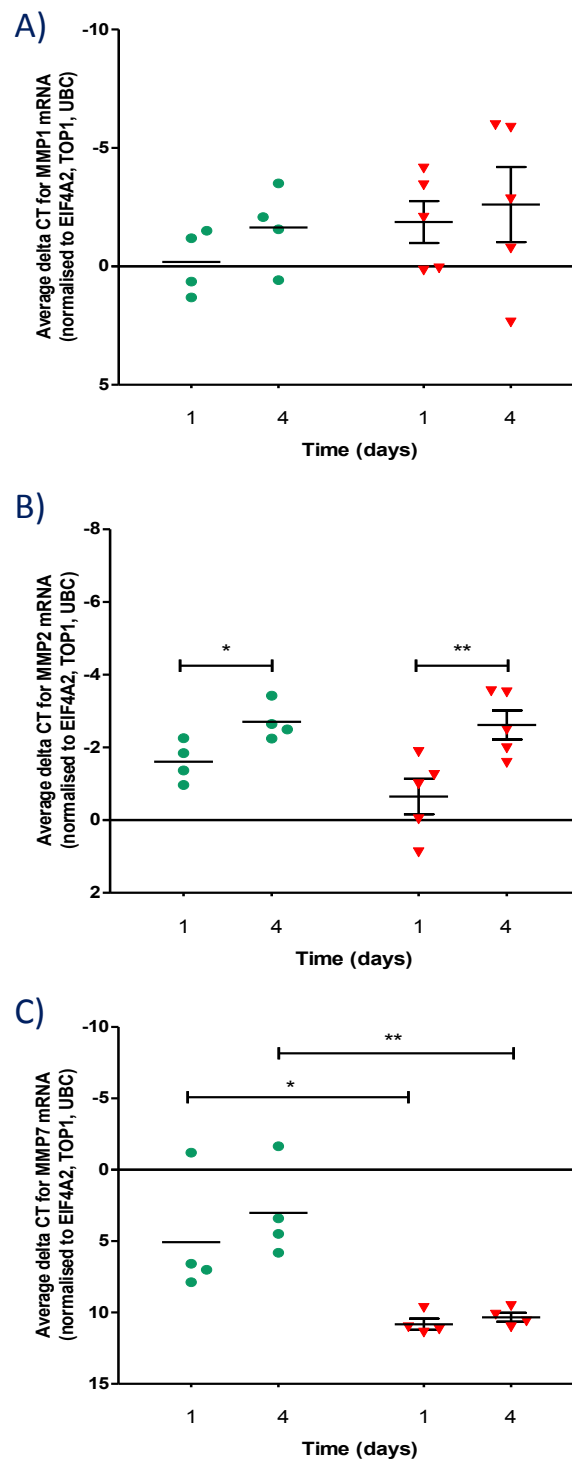 A)
Average delta CT for MMP1 mRNA
(normalised to EIF4A2, TOP1, UBC)
-10
-5
0
5
1 4 1 4
Time (days)
B)
Average delta CT for MMP2 mRNA
(normalised to EIF4A2, TOP1, UBC)
-8
-6
-4
-2
0
2
* **
1 4 1 4
Time (days)
C)
Average delta CT for MMP7 mRNA
(normalised to EIF4A2, TOP1, UBC)
-10
-5
0
5
10
15
**
*
1 4 1 4
Time (days)